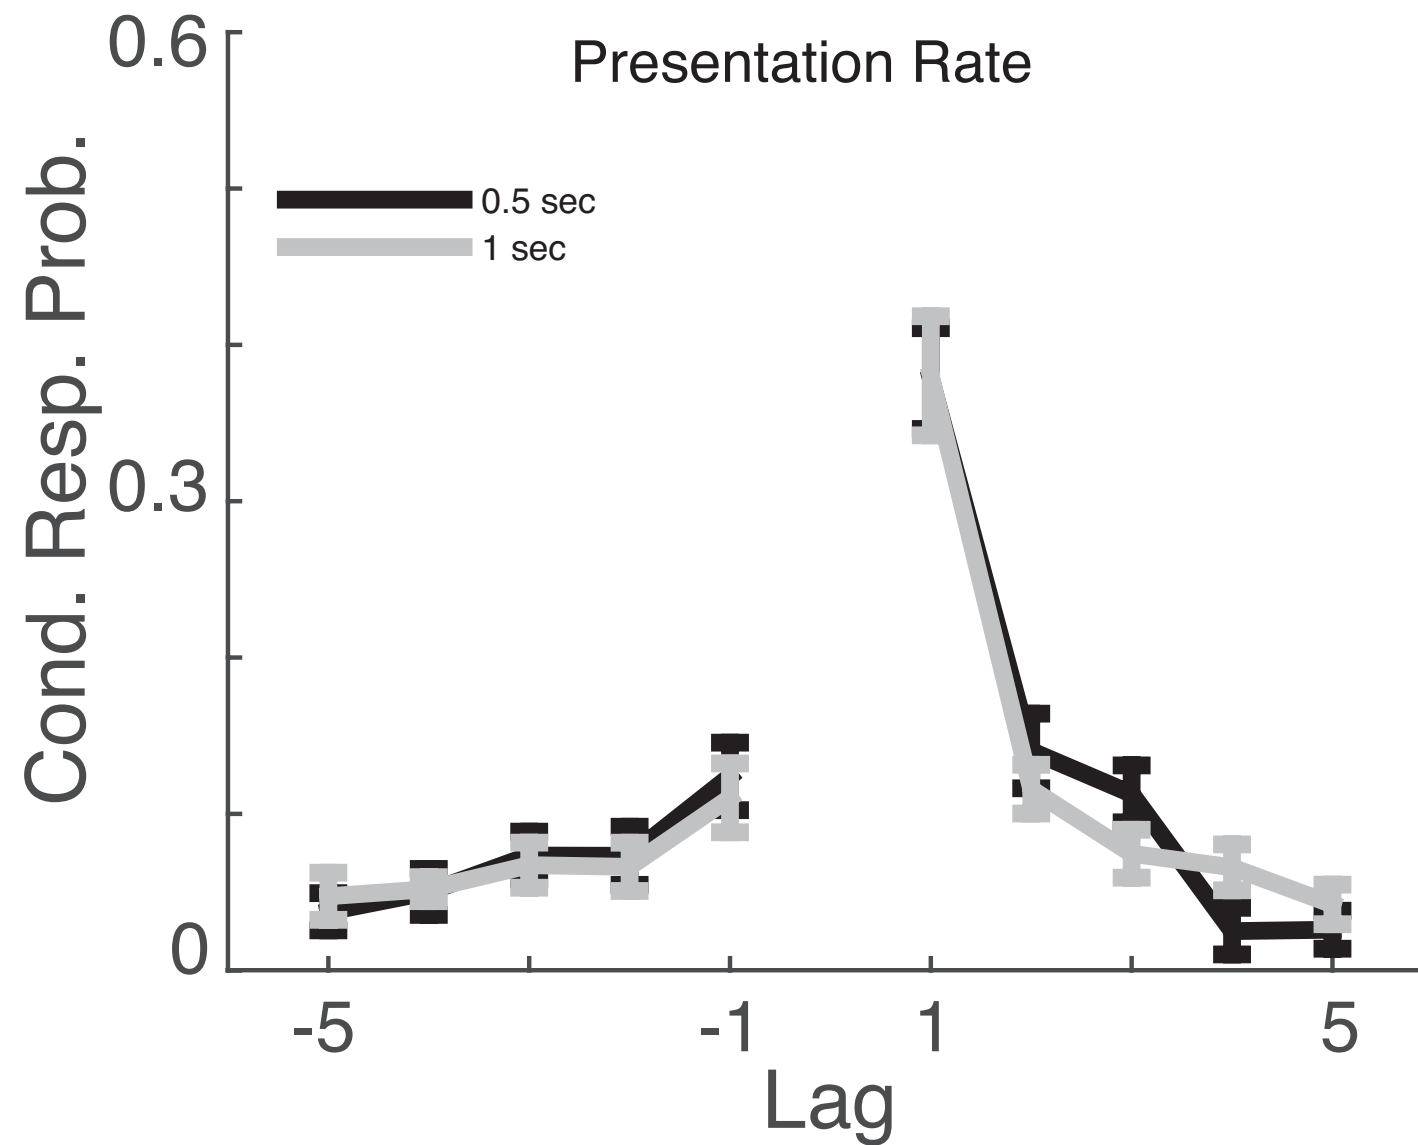 Presentation Rate
0.5 sec
1 sec
Cond. Resp. Prob.
0.6
0.3
0
-5
-1
1
5
Lag